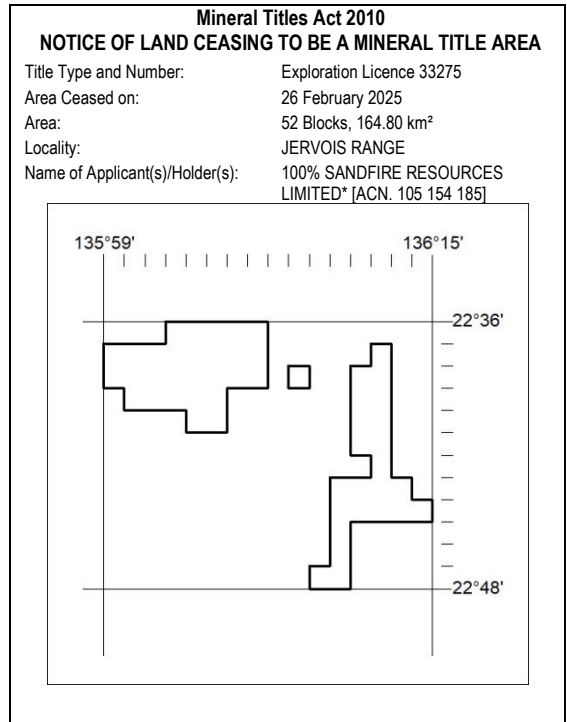 Mineral Titles Act 2010
NOTICE OF LAND CEASING TO BE A MINERAL TITLE AREA
Title Type and Number: Exploration Licence 33275
Area Ceased on: 26 February 2025
Area: 52 Blocks, 164.80 km²
Locality: JERVOIS RANGE
Name of Applicant(s)/Holder(s): 100% SANDFIRE RESOURCES
LIMITED* [ACN. 105 154 185]
135°59' 136°15'
22°36'
22°48'